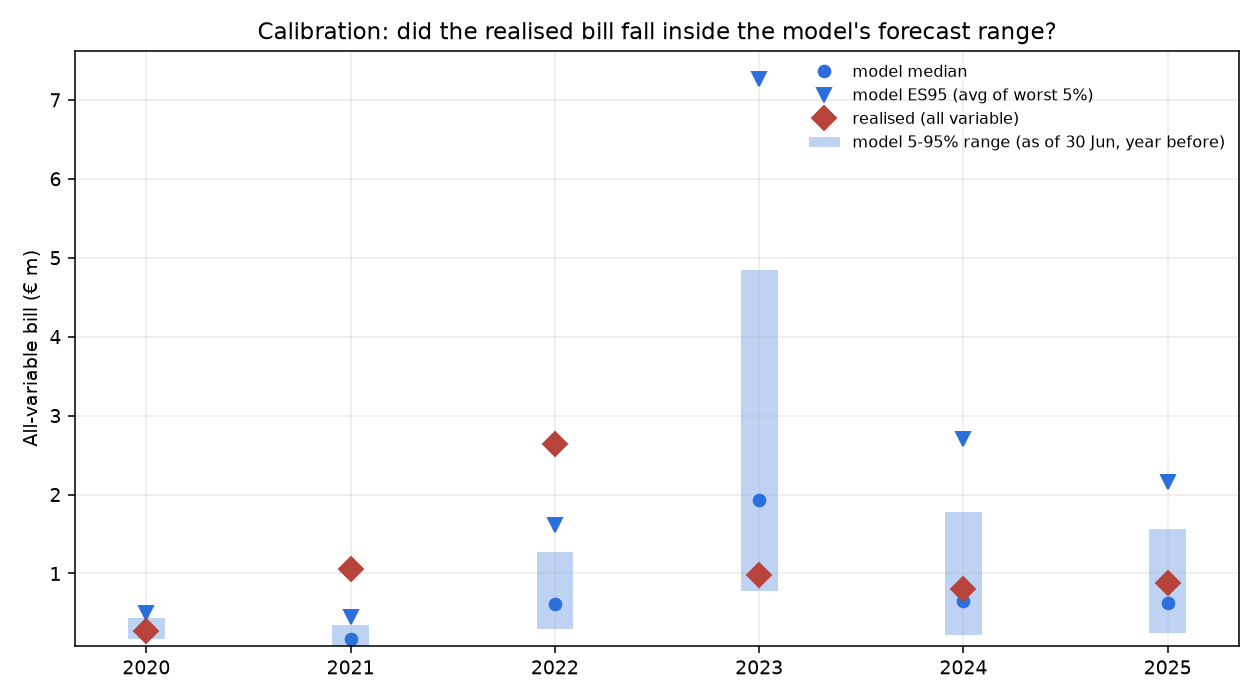 Calibration: did the realised bill fall inside the model's forecast range?
model median
model ES95 (avg of worst 5%)
realised (all variable)
model 5-95% range (as of 30 Jun, year before)
All-variable bill (€ m)
7
6
5
4
3
2
1
2020 2021 2022 2023 2024 2025